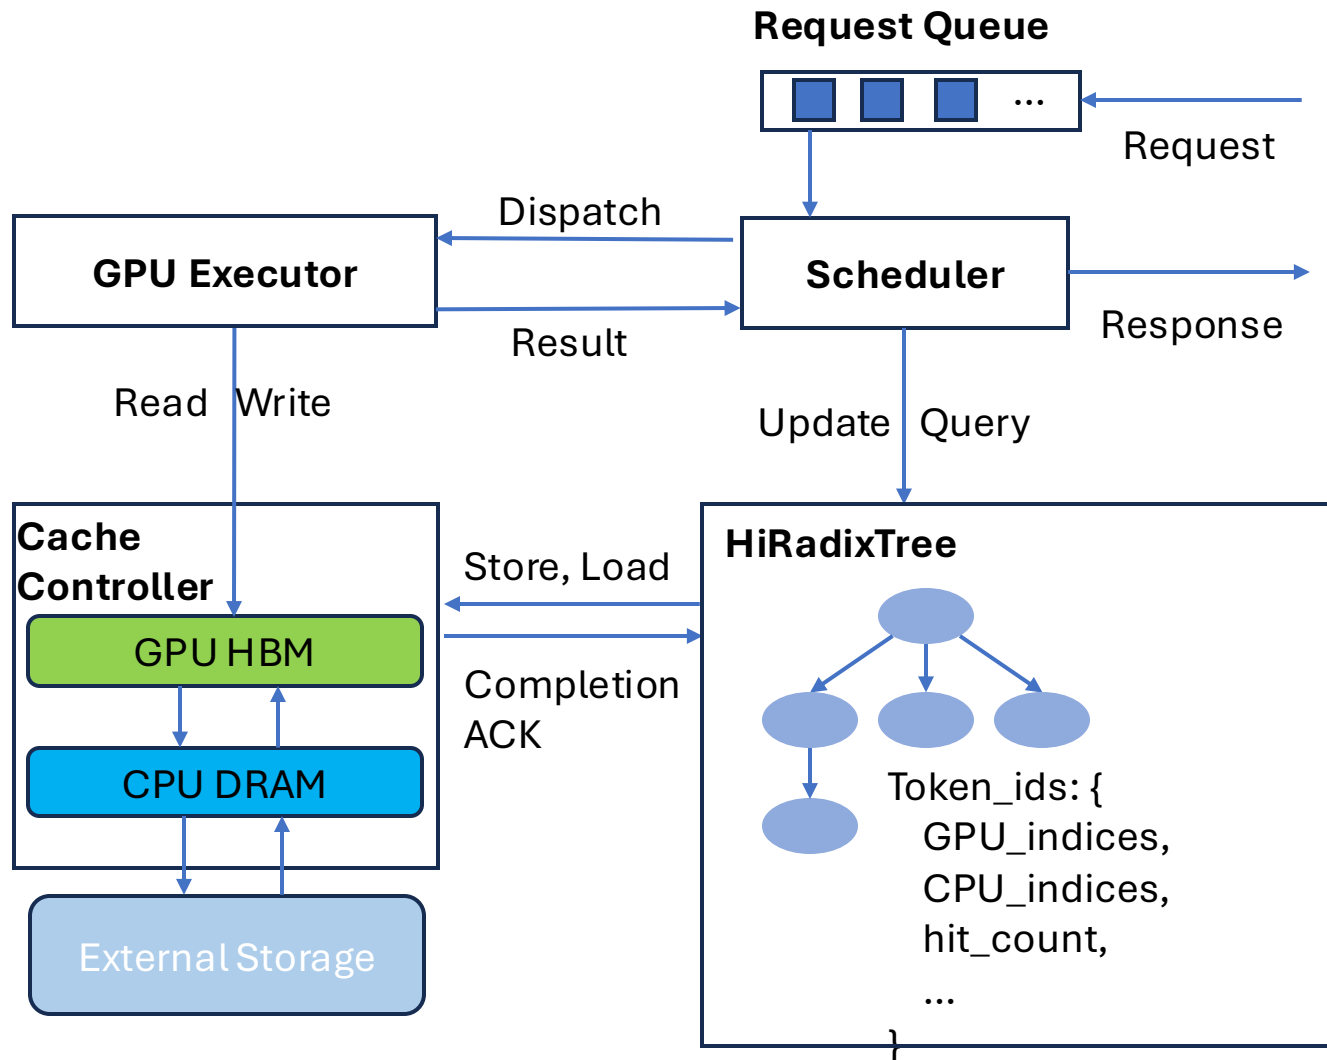 Request Queue
...
Request
Dispatch
GPU Executor
Scheduler
Result
Response
Read Write
Update Query
Cache
Controller
HiRadixTree
Store, Load
GPU HBM
Completion
ACK
CPU DRAM
Token_ids: {
GPU_indices,
CPU_indices,
hit_count,
...
}
External Storage